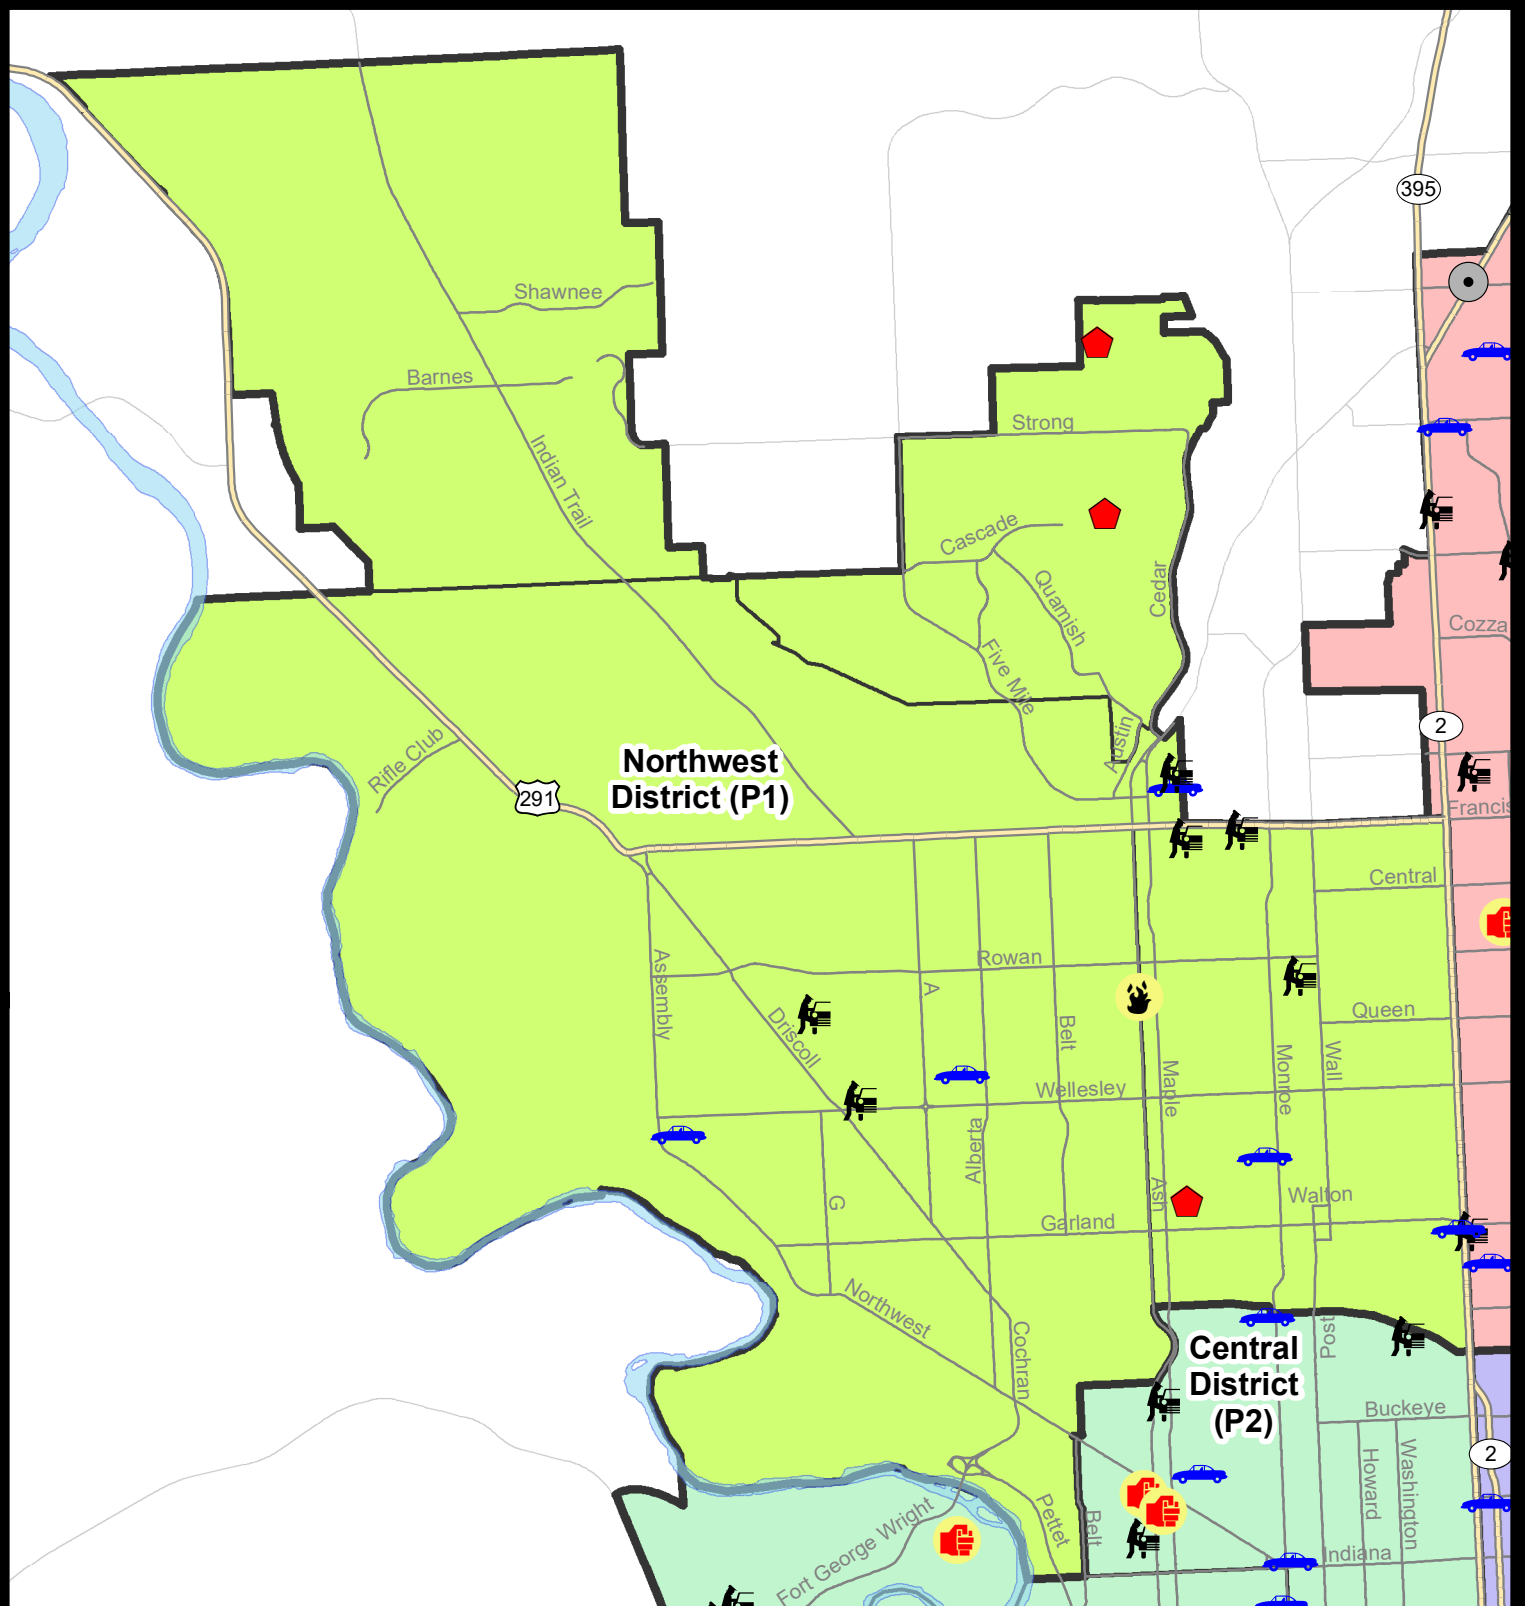 395
Shawnee
Barnes
Strong
Indian Trail
Cascade
Quamish
Cedar
Cozza
Five Mile
2
Austin
Rifle Club
Northwest
District (P1)
291
Francis
Central
Rowan
Assembly
A
Driscoll
Belt
Queen
Wall
Monroe
Maple
Wellesley
Alberta
G
Ash
Walton
Garland
Northwest
Cochran
Post
Central
District
(P2)
Buckeye
Howard
Washington
2
Fort George Wright
Pettet
Belt
Indiana